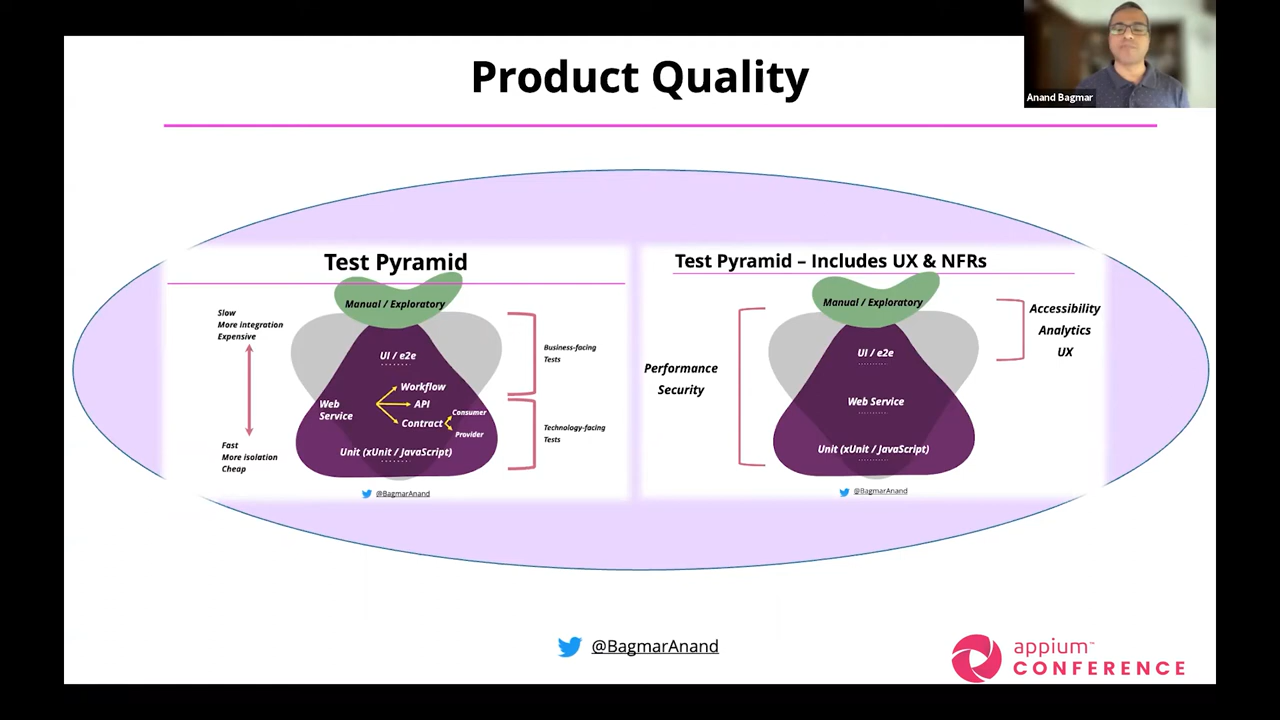 Product Quality
Anand Bagmar
Test Pyramid
Manual / Exploratory
Slow
More integration
Expensive
UI / e2e
Business-facing
Tests
Workflow
Web
Service
API
Consumer
Contract
Provider
Technology-facing
Tests
Fast
More isolation
Cheap
Unit (xUnit / JavaScript)
@BagmarAnand
Test Pyramid – Includes UX & NFRs
Manual / Exploratory
Accessibility
Analytics
UX
UI / e2e
Performance
Security
Web Service
Unit (xUnit / JavaScript)
@BagmarAnand
@BagmarAnand
appium™
CONFERENCE